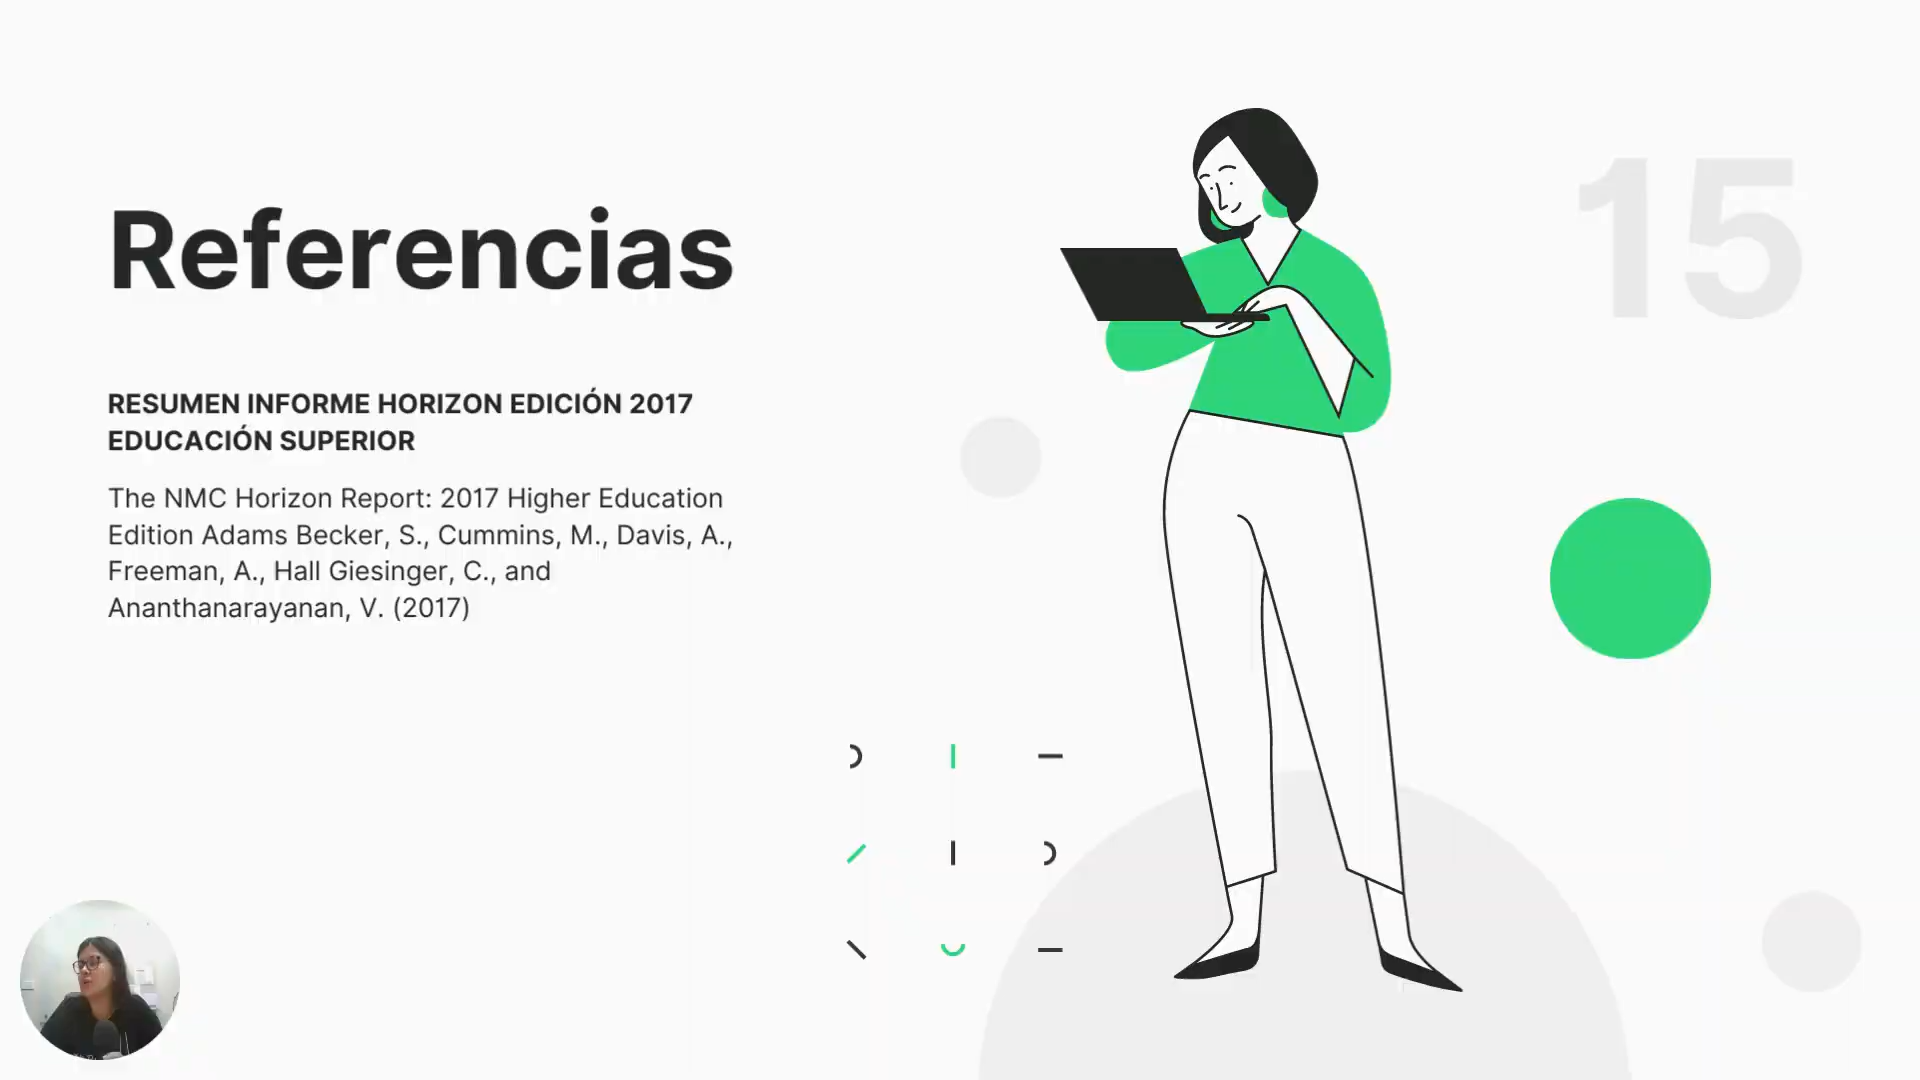 Referencias
15
RESUMEN INFORME HORIZON EDICIÓN 2017
EDUCACIÓN SUPERIOR
The NMC Horizon Report: 2017 Higher Education
Edition Adams Becker, S., Cummins, M., Davis, A.,
Freeman, A., Hall Giesinger, C., and
Ananthanarayanan, V. (2017)